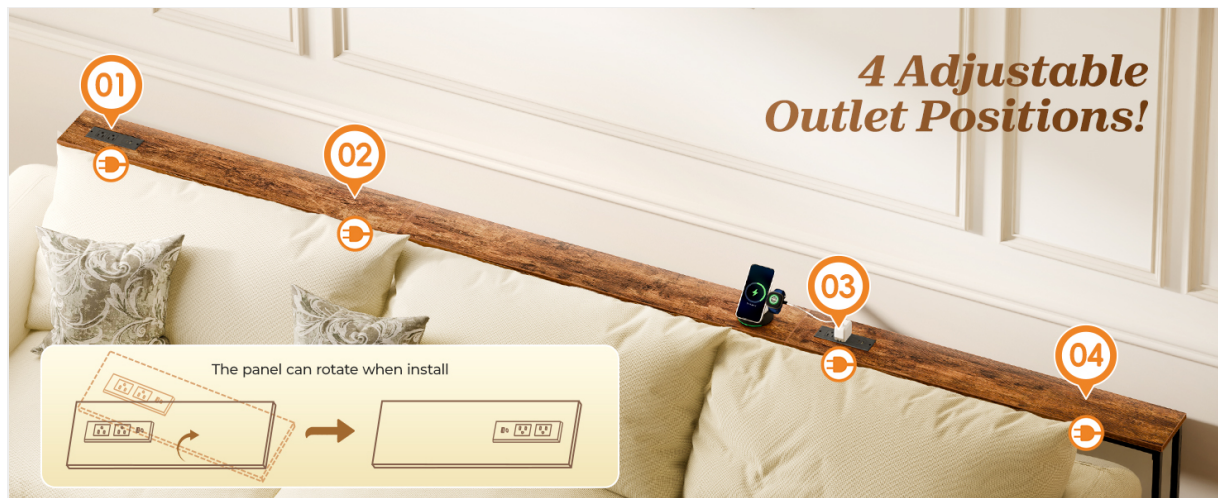 4 Adjustable
Outlet Positions!
01
02
03
04
The panel can rotate when install